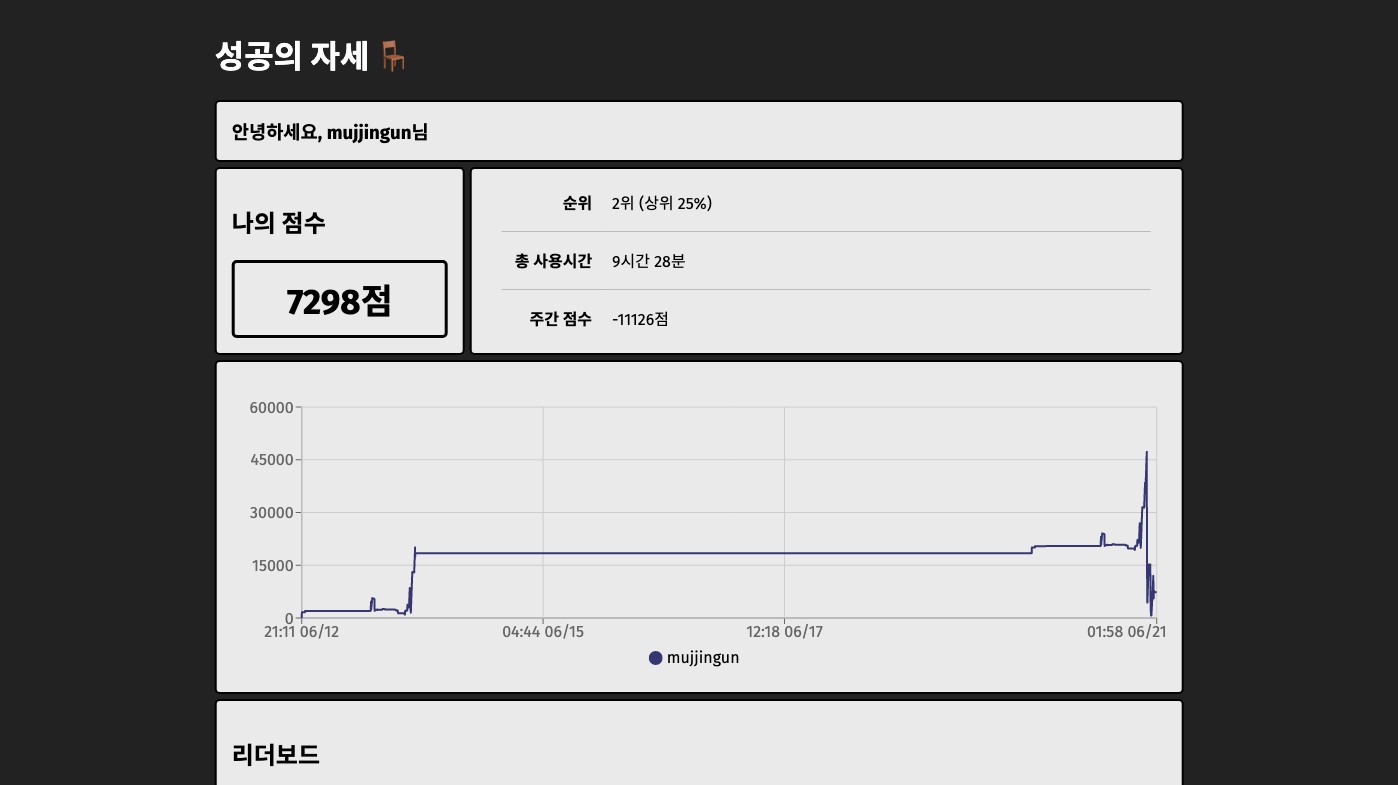 성공의 자세 🪑
안녕하세요, mujjingun님
나의 점수
7298점
순위 2위 (상위 25%)
총 사용시간 9시간 28분
주간 점수 -11126점
60000
45000
30000
15000
0
21:11 06/12 04:44 06/15 12:18 06/17 01:58 06/21
mujjingun
리더보드